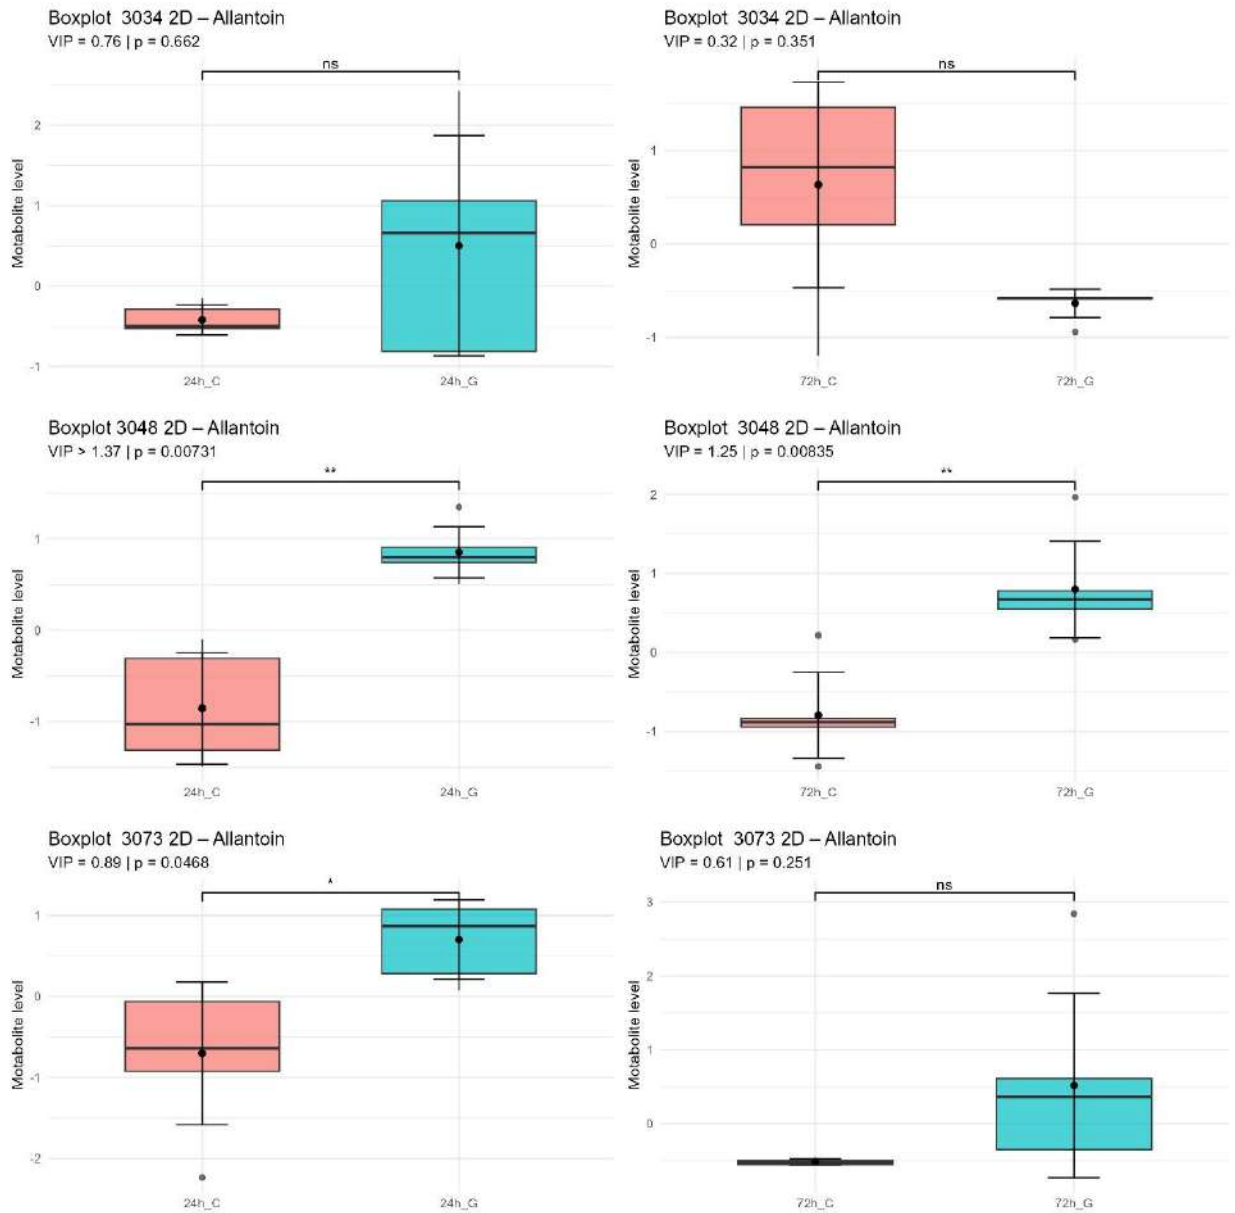 Boxplot  3034 2D – Allantoin
VIP = 0.76 | p = 0.662
ns
2
1
0
-1
Motabolite level
24h_C
24h_G
Boxplot  3034 2D – Allantoin
VIP = 0.32 | p = 0.351
ns
1
0
-1
Motabolite level
72h_C
72h_G
Boxplot 3048 2D – Allantoin
VIP > 1.37 | p = 0.00731
**
1
0
-1
Motabolite level
24h_C
24h_G
Boxplot  3048 2D – Allantoin
VIP = 1.25 | p = 0.00835
**
2
1
0
-1
Motabolite level
72h_C
72h_G
Boxplot  3073 2D – Allantoin
VIP = 0.89 | p = 0.0468
*
1
0
-1
-2
Motabolite level
24h_C
24h_G
Boxplot  3073 2D – Allantoin
VIP = 0.61 | p = 0.251
ns
3
2
1
0
Motabolite level
72h_C
72h_G